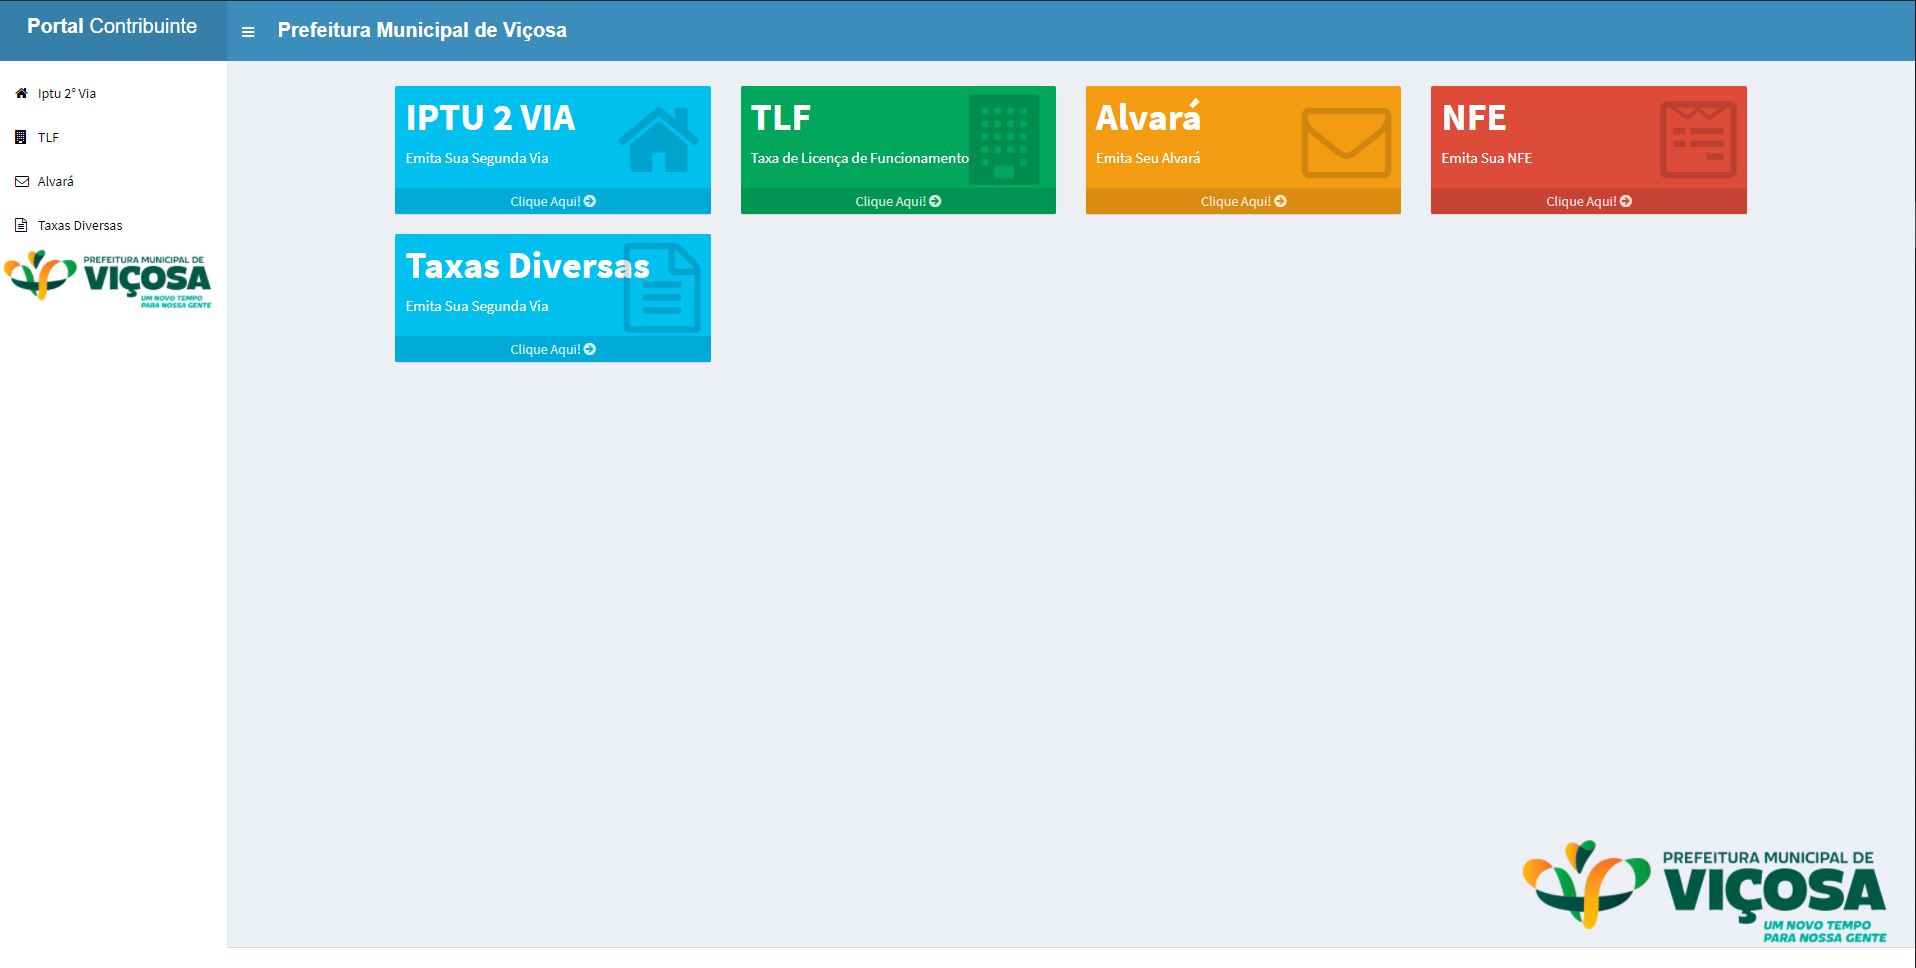 Portal Contribuinte
Prefeitura Municipal de Viçosa
Iptu 2° Via
TLF
Alvará
Taxas Diversas
PREFEITURA MUNICIPAL DE
VIÇOSA
UM NOVO TEMPO
PARA NOSSA GENTE
IPTU 2 VIA
Emita Sua Segunda Via
Clique Aqui!
TLF
Taxa de Licença de Funcionamento
Clique Aqui!
Alvará
Emita Seu Alvará
Clique Aqui!
NFE
Emita Sua NFE
Clique Aqui!
Taxas Diversas
Emita Sua Segunda Via
Clique Aqui!
PREFEITURA MUNICIPAL DE
VIÇOSA
UM NOVO TEMPO
PARA NOSSA GENTE